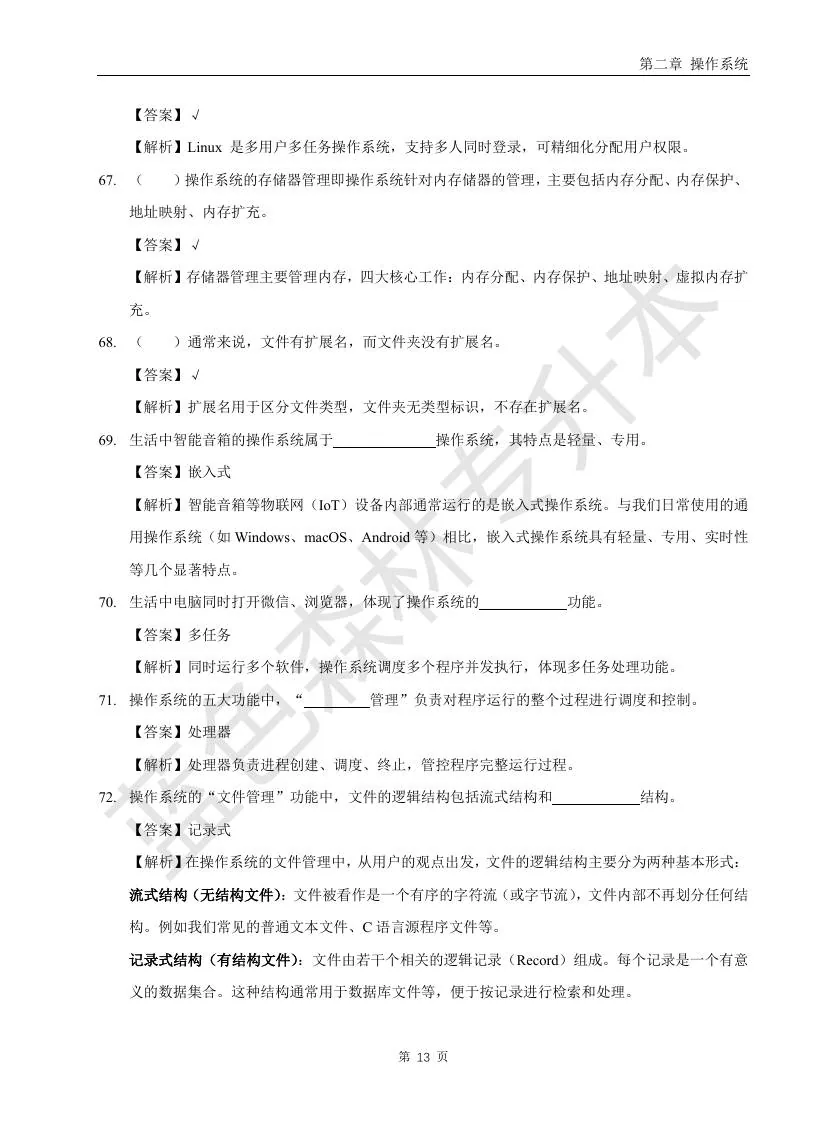 第二章 操作系统
【答案】√
【解析】Linux 是多用户多任务操作系统，支持多人同时登录，可精细化分配用户权限。
67. （　　）操作系统的存储器管理即操作系统针对内存储器的管理，主要包括内存分配、内存保护、
地址映射、内存扩充。
【答案】√
【解析】存储器管理主要管理内存，四大核心工作：内存分配、内存保护、地址映射、虚拟内存扩
充。
68. （　　）通常来说，文件有扩展名，而文件夹没有扩展名。
【答案】√
【解析】扩展名用于区分文件类型，文件夹无类型标识，不存在扩展名。
69. 生活中智能音箱的操作系统属于______________操作系统，其特点是轻量、专用。
【答案】嵌入式
【解析】智能音箱等物联网（IoT）设备内部通常运行的是嵌入式操作系统。与我们日常使用的通
用操作系统（如 Windows、macOS、Android 等）相比，嵌入式操作系统具有轻量、专用、实时性
等几个显著特点。
70. 生活中电脑同时打开微信、浏览器，体现了操作系统的____________功能。
【答案】多任务
【解析】同时运行多个软件，操作系统调度多个程序并发执行，体现多任务处理功能。
71. 操作系统的五大功能中，“_________管理”负责对程序运行的整个过程进行调度和控制。
【答案】处理器
【解析】处理器负责进程创建、调度、终止，管控程序完整运行过程。
72. 操作系统的“文件管理”功能中，文件的逻辑结构包括流式结构和____________结构。
【答案】记录式
【解析】在操作系统的文件管理中，从用户的观点出发，文件的逻辑结构主要分为两种基本形式：
流式结构（无结构文件）：文件被看作是一个有序的字符流（或字节流），文件内部不再划分任何结
构。例如我们常见的普通文本文件、C 语言源程序文件等。
记录式结构（有结构文件）：文件由若干个相关的逻辑记录（Record）组成。每个记录是一个有意
义的数据集合。这种结构通常用于数据库文件等，便于按记录进行检索和处理。
第 13 页
蓝色森林专升本